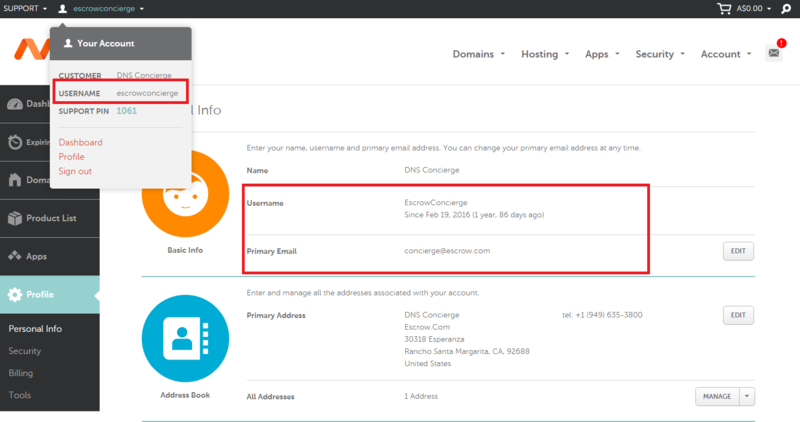 SUPPORT
escrowconcierge
A$0.00
Your Account
CUSTOMER DNS Concierge
USERNAME escrowconcierge
SUPPORT PIN 1061
Dashboard
Profile
Sign out
Domains
Hosting
Apps
Security
Account
1
Dashb
Expiring
Doma
Product List
Apps
Profile
Personal Info
Security
Billing
Tools
l Info
Enter your name, username and primary email address. You can change your primary email address at any time.
Name DNS Concierge
Username EscrowConcierge
Since Feb 19, 2016 (1 year, 86 days ago)
Primary Email concierge@escrow.com EDIT
Basic Info
Enter and manage all the addresses associated with your account.
Primary Address DNS Concierge tel: +1 (949) 635-3800 EDIT
Escrow.Com
30318 Esperanza
Rancho Santa Margarita, CA, 92688
United States
Address Book
All Addresses 1 Address MANAGE